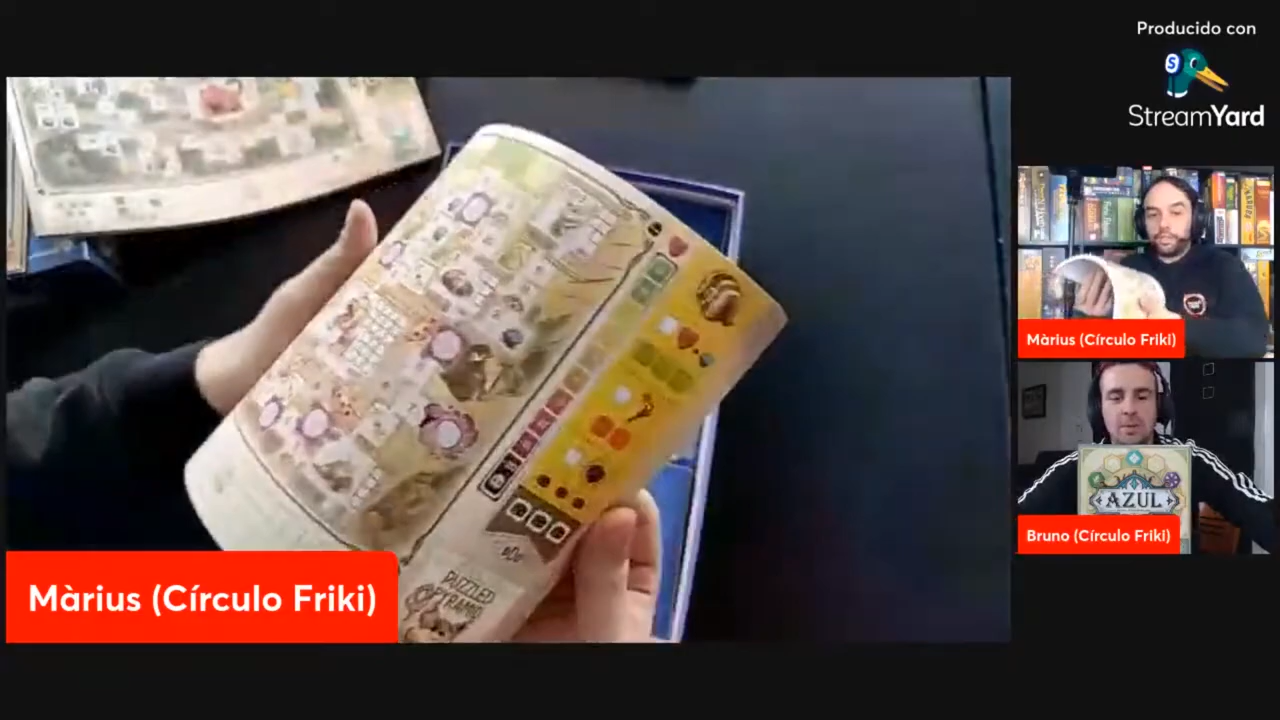 Producido con
StreamYard
Màrius (Círculo Friki)
AZUL
Bruno (Círculo Friki)
Màrius (Círculo Friki)
PUZZLED
PYRAMID